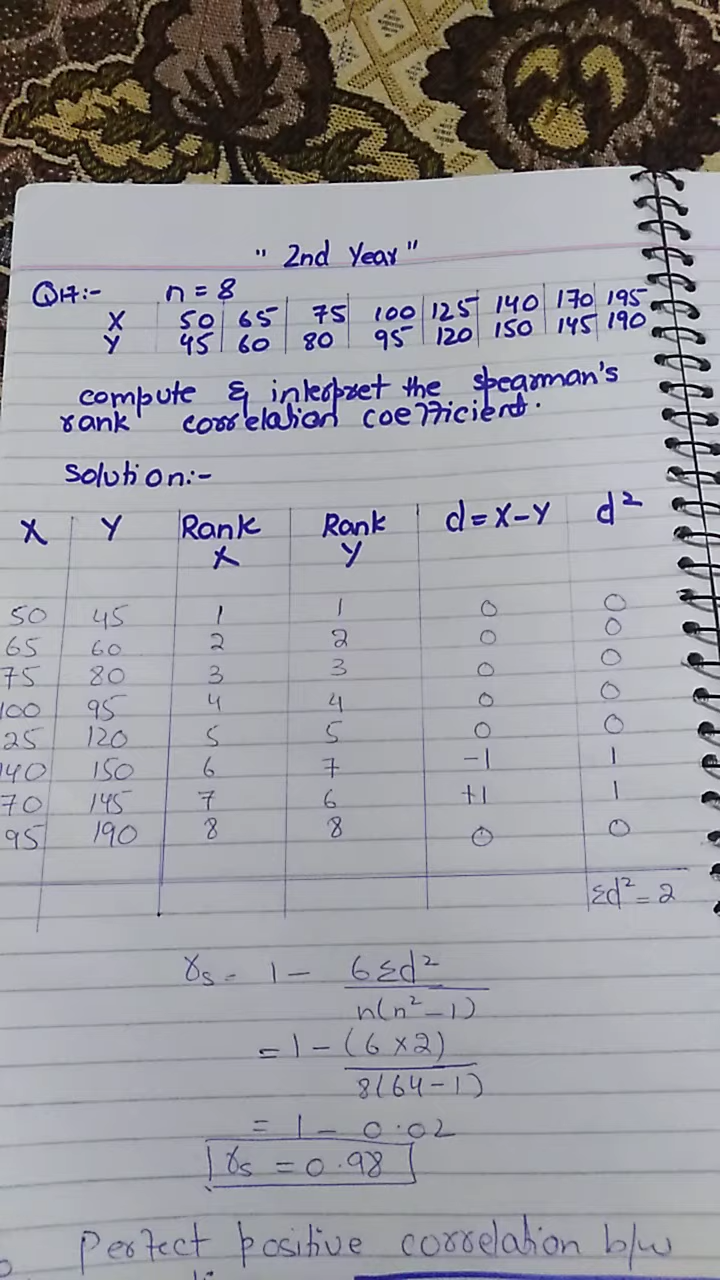 " 2nd Year "
Q17:- n = 8
X 50 65 75 100 125 140 170 195
Y 45 60 80 95 120 150 145 190
compute & interpret the spearman's
rank correlation coefficient.
Solution:-
X Y Rank X Rank Y d = X-Y d²
50 45 1 1 0 0
65 60 2 2 0 0
75 80 3 3 0 0
100 95 4 4 0 0
25 120 5 5 0 0
140 150 6 7 -1 1
70 145 7 6 +1 1
95 190 8 8 0 0
Σd² = 2
rs = 1 - 6Σd²
n(n²-1)
= 1 - (6 × 2)
8(64-1)
= 1 - 0.02
rs = 0.98
perfect positive correlation b/w